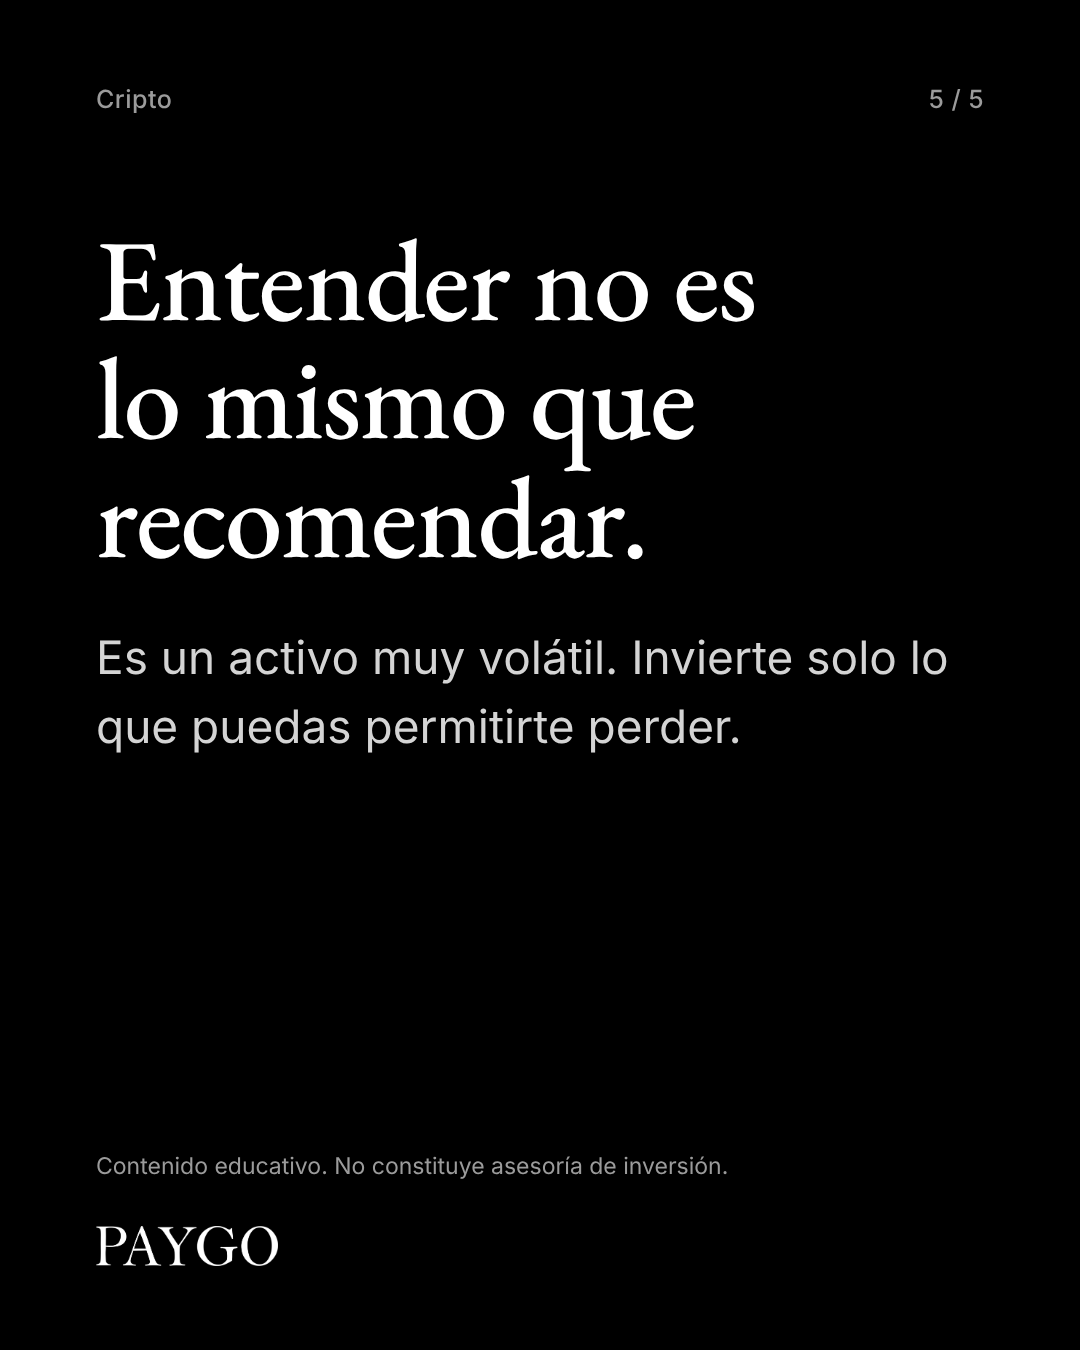 Cripto
5 / 5
Entender no es
lo mismo que
recomendar.
Es un activo muy volátil. Invierte solo lo
que puedas permitirte perder.
Contenido educativo. No constituye asesoría de inversión.
PAYGO